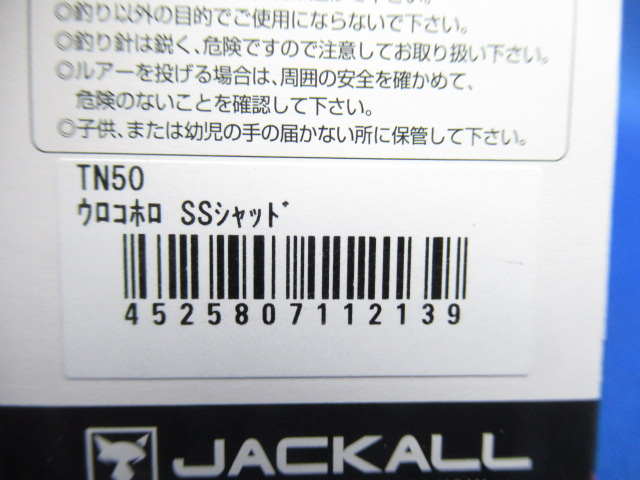 ◎釣り以外の目的でご使用にならないで下さい。
◎釣り針は鋭く、危険ですので注意してお取り扱い下さい。
◎ルアーを投げる場合は、周囲の安全を確かめて、
危険のないことを確認して下さい。
◎子供、または幼児の手の届かない所に保管して下さい。
TN50
ｳﾛｺﾎﾛ SSｼｬｯﾄﾞ
4525807112139
JACKALL